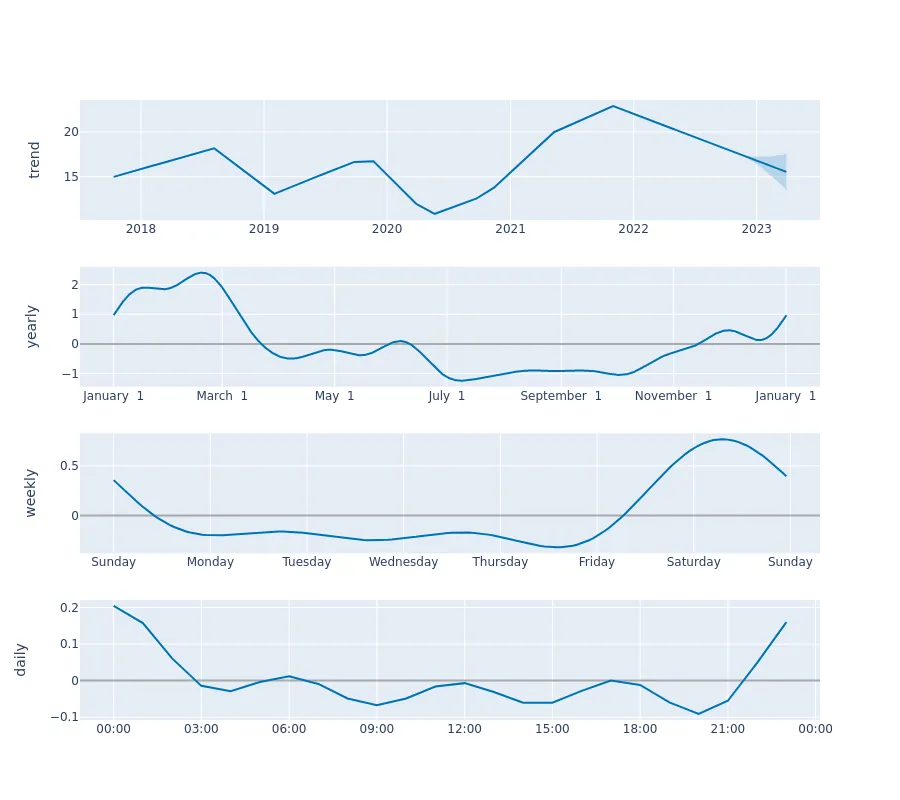 trend
20
15
2018 2019 2020 2021 2022 2023
yearly
2
1
0
−1
January 1 March 1 May 1 July 1 September 1 November 1 January 1
weekly
0.5
0
Sunday Monday Tuesday Wednesday Thursday Friday Saturday Sunday
daily
0.2
0.1
0
−0.1
00:00 03:00 06:00 09:00 12:00 15:00 18:00 21:00 00:00